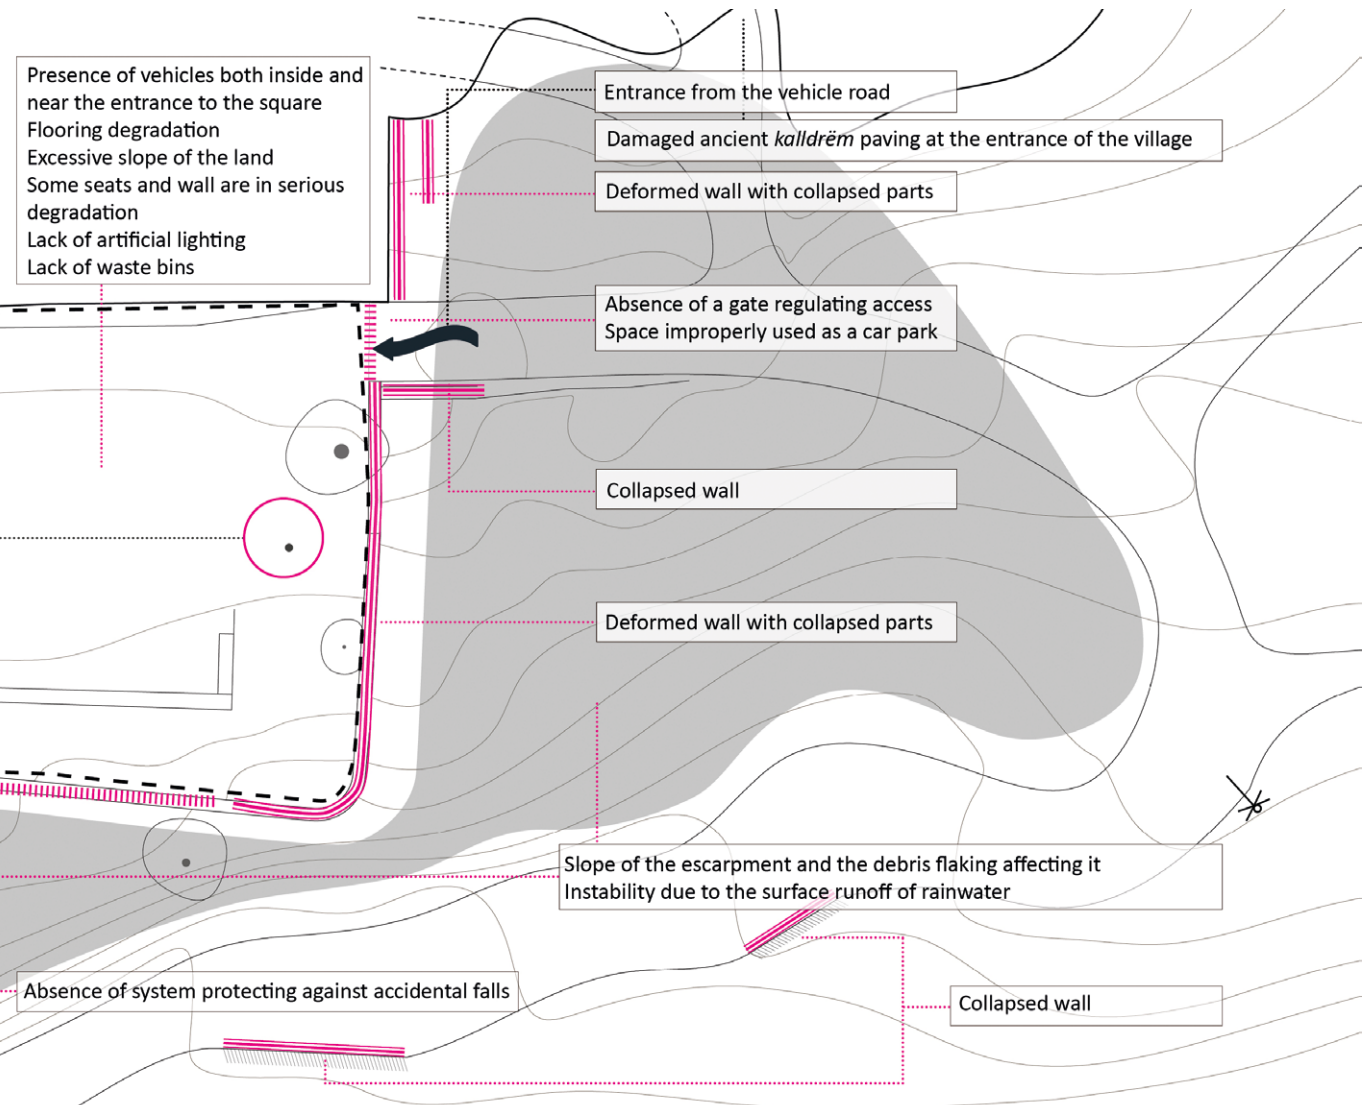 Presence of vehicles both inside and
near the entrance to the square
Flooring degradation
Excessive slope of the land
Some seats and wall are in serious
degradation
Lack of artificial lighting
Lack of waste bins
Entrance from the vehicle road
Damaged ancient kalldrëm paving at the entrance of the village
Deformed wall with collapsed parts
Absence of a gate regulating access
Space improperly used as a car park
Collapsed wall
Deformed wall with collapsed parts
Slope of the escarpment and the debris flaking affecting it
Instability due to the surface runoff of rainwater
Absence of system protecting against accidental falls
Collapsed wall